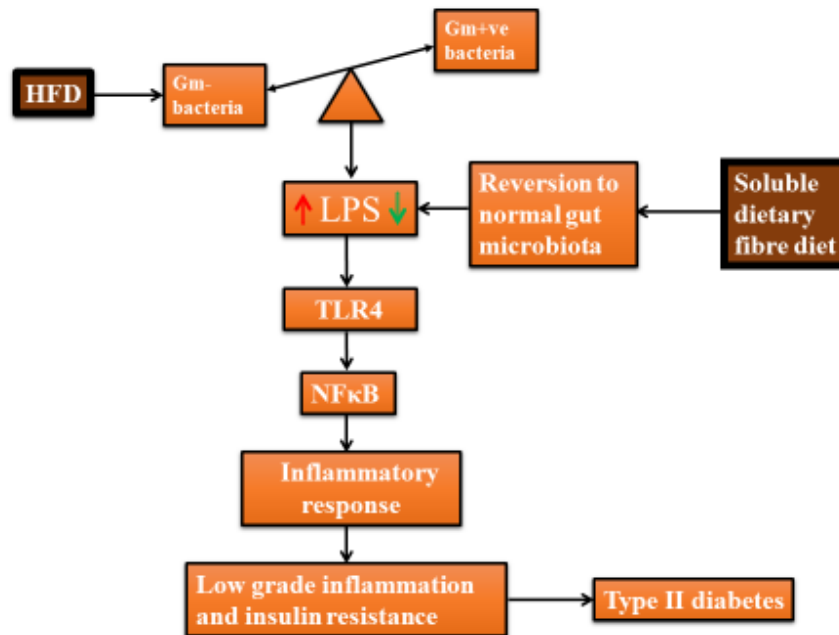 Gm+ve
bacteria
HFD
Gm-
bacteria
LPS
Reversion to
normal gut
microbiota
Soluble
dietary
fibre diet
TLR4
NFκB
Inflammatory
response
Low grade inflammation
and insulin resistance
Type II diabetes